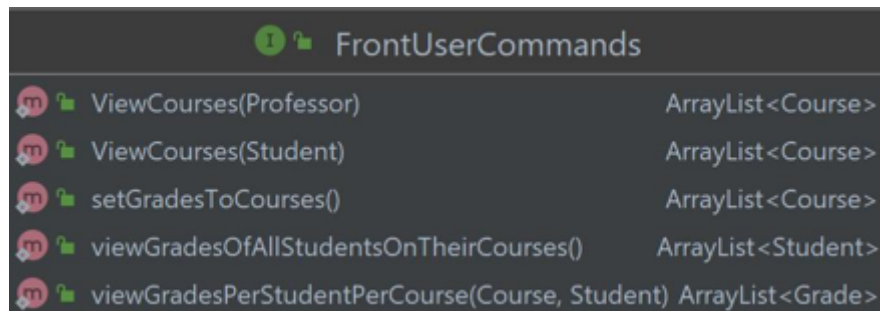 I FrontUserCommands
m ViewCourses(Professor) ArrayList<Course>
m ViewCourses(Student) ArrayList<Course>
m setGradesToCourses() ArrayList<Course>
m viewGradesOfAllStudentsOnTheirCourses() ArrayList<Student>
m viewGradesPerStudentPerCourse(Course, Student) ArrayList<Grade>